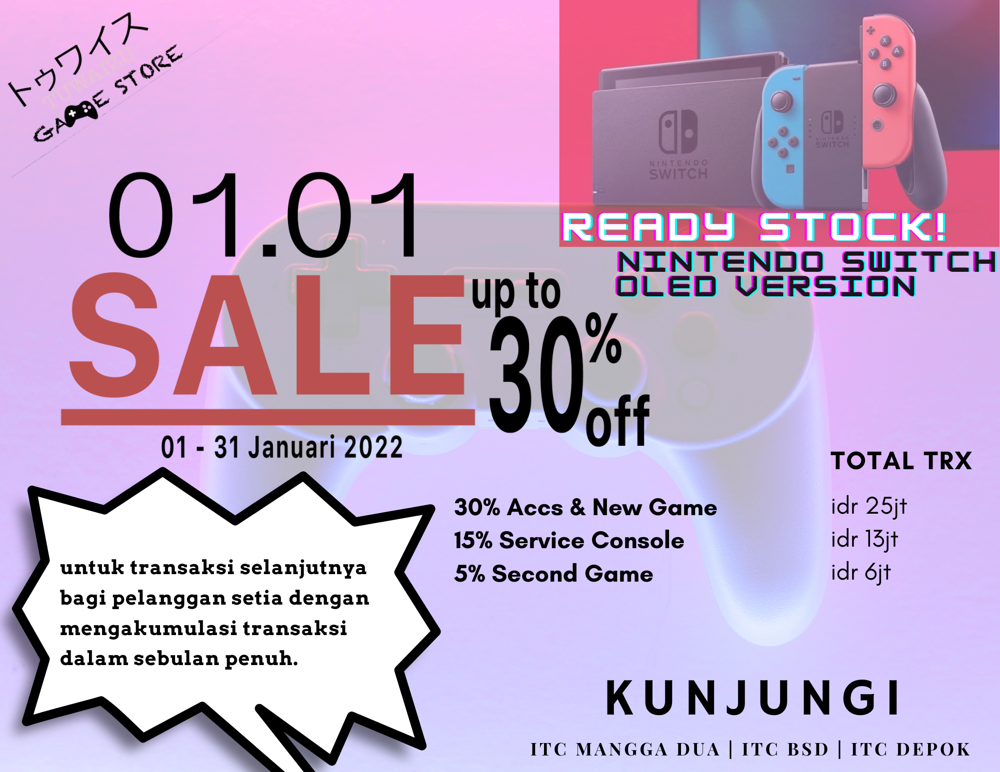 トゥワイス
TUWAIZU
GAME STORE
X
Y A
B
NINTENDO
SWITCH
NINTENDO
SWITCH
READY STOCK!
NINTENDO SWITCH
OLED VERSION
01.01
SALE
up to
30%
off
01 - 31 Januari 2022
TOTAL TRX
30% Accs & New Game idr 25jt
15% Service Console idr 13jt
5% Second Game idr 6jt
untuk transaksi selanjutnya
bagi pelanggan setia dengan
mengakumulasi transaksi
dalam sebulan penuh.
KUNJUNGI
ITC MANGGA DUA | ITC BSD | ITC DEPOK